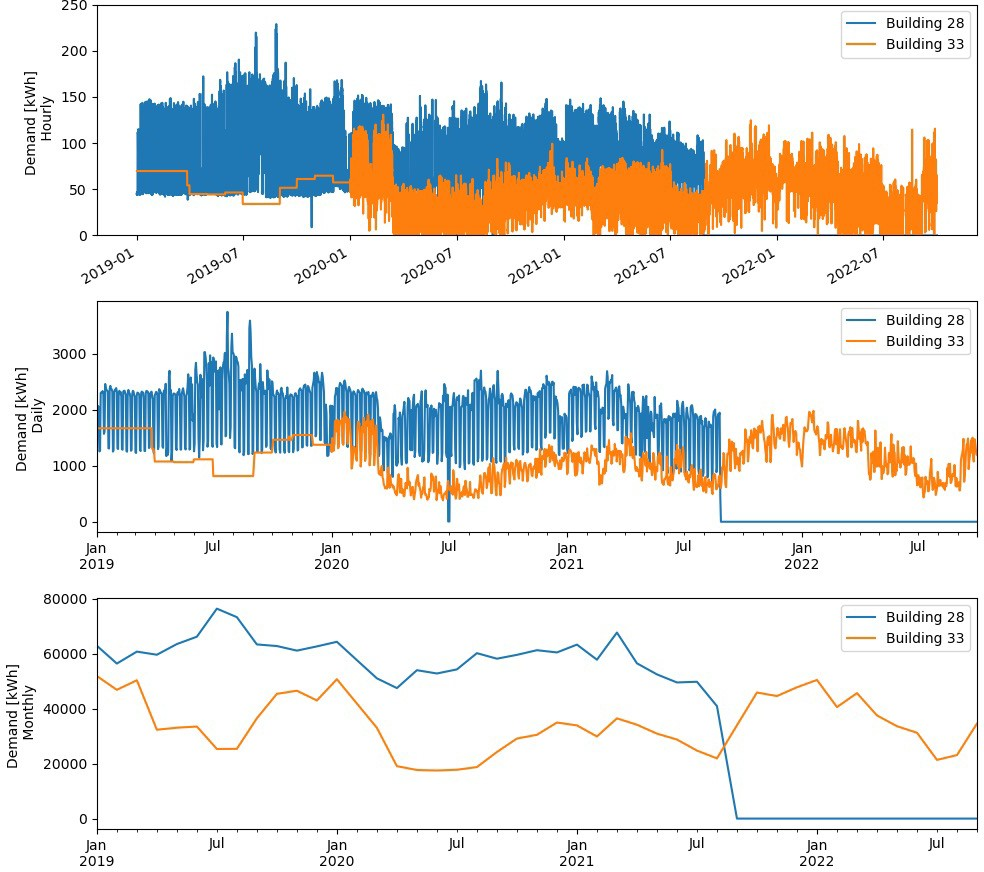 250
200
150
100
50
0
Demand [kWh]
Hourly
Building 28
Building 33
2019-01
2019-07
2020-01
2020-07
2021-01
2021-07
2022-01
2022-07
3000
2000
1000
0
Demand [kWh]
Daily
Building 28
Building 33
Jan
2019
Jul
Jan
2020
Jul
Jan
2021
Jul
Jan
2022
Jul
80000
60000
40000
20000
0
Demand [kWh]
Monthly
Building 28
Building 33
Jan
2019
Jul
Jan
2020
Jul
Jan
2021
Jul
Jan
2022
Jul